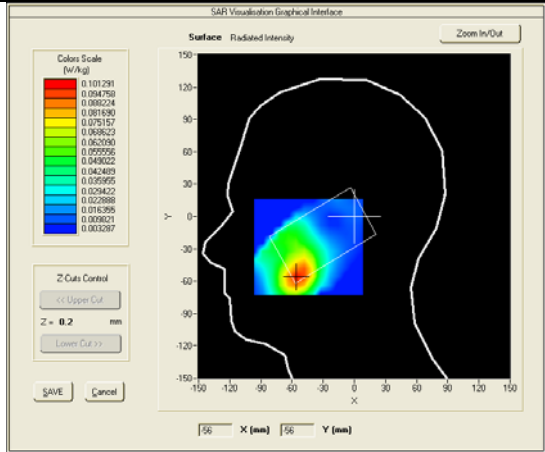 SAR Visualisation Graphical Interface
Surface Radiated Intensity
Zoom In/Out
Colors Scale
(W/kg)
0.101291
0.094758
0.088224
0.081690
0.075157
0.068623
0.062090
0.055556
0.049022
0.042489
0.035955
0.029422
0.022888
0.016355
0.009821
0.003287
Z-Cuts Control
<< Upper Cut
Z = 0.2 mm
Lower Cut >>
SAVE Cancel
150
120
90
60
30
0
-30
-60
-90
-120
-150
Y
-150 -120 -90 -60 -30 0 30 60 90 120 150
X
-56 X (mm) -56 Y (mm)